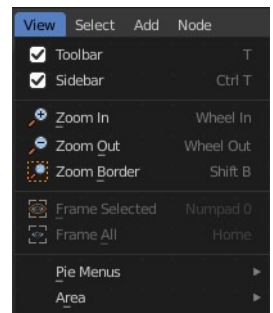 View Select Add Node
Toolbar T
Sidebar Ctrl T
Zoom In Wheel In
Zoom Out Wheel Out
Zoom Border Shift B
Frame Selected Numpad 0
Frame All Home
Pie Menus
Area